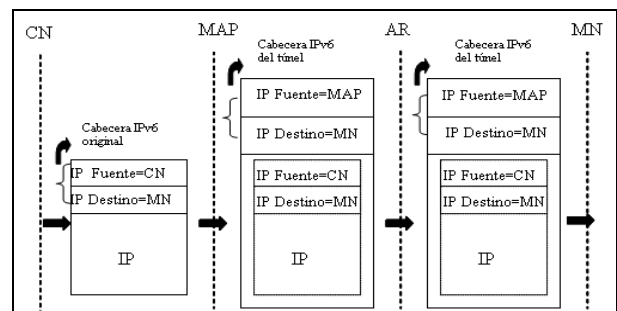 CN
MAP
AR
MN
Cabecera IPv6
original
IP Fuente=CN
IP Destino=MN
IP
Cabecera IPv6
del túnel
IP Fuente=MAP
IP Destino=MN
IP Fuente=CN
IP Destino=MN
IP
Cabecera IPv6
del túnel
IP Fuente=MAP
IP Destino=MN
IP Fuente=CN
IP Destino=MN
IP